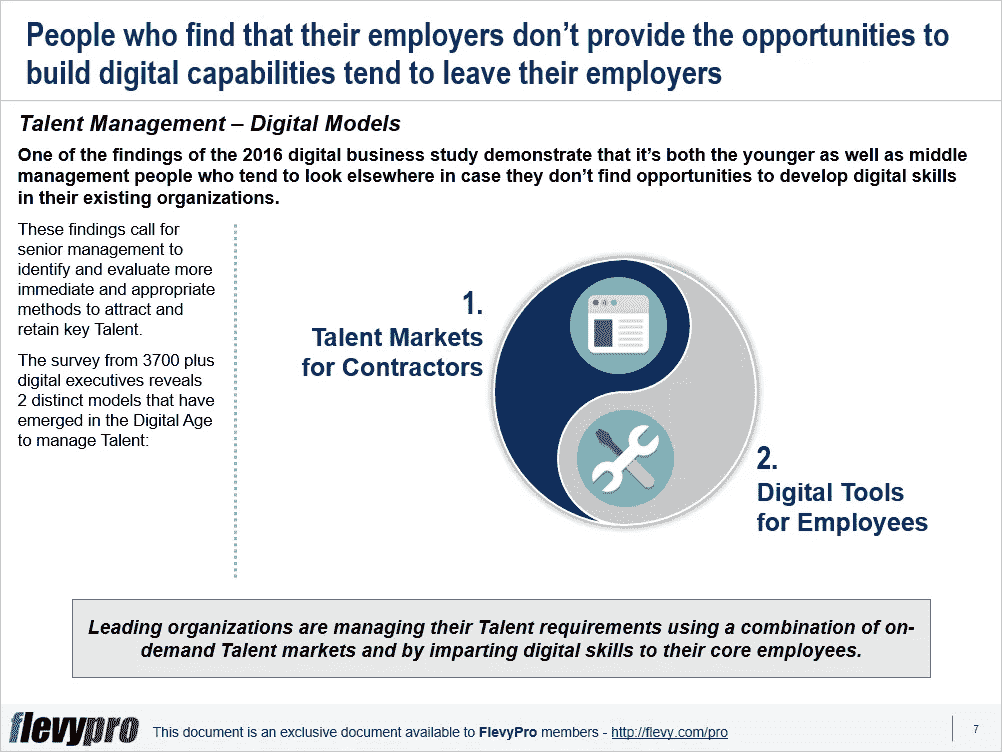 People who find that their employers don’t provide the opportunities to
build digital capabilities tend to leave their employers
Talent Management – Digital Models
One of the findings of the 2016 digital business study demonstrate that it’s both the younger as well as middle
management people who tend to look elsewhere in case they don’t find opportunities to develop digital skills
in their existing organizations.
These findings call for
senior management to
identify and evaluate more
immediate and appropriate
methods to attract and
retain key Talent.
The survey from 3700 plus
digital executives reveals
2 distinct models that have
emerged in the Digital Age
to manage Talent:
1.
Talent Markets
for Contractors
2.
Digital Tools
for Employees
Leading organizations are managing their Talent requirements using a combination of on-
demand Talent markets and by imparting digital skills to their core employees.
flevypro
This document is an exclusive document available to FlevyPro members - http://flevy.com/pro
7